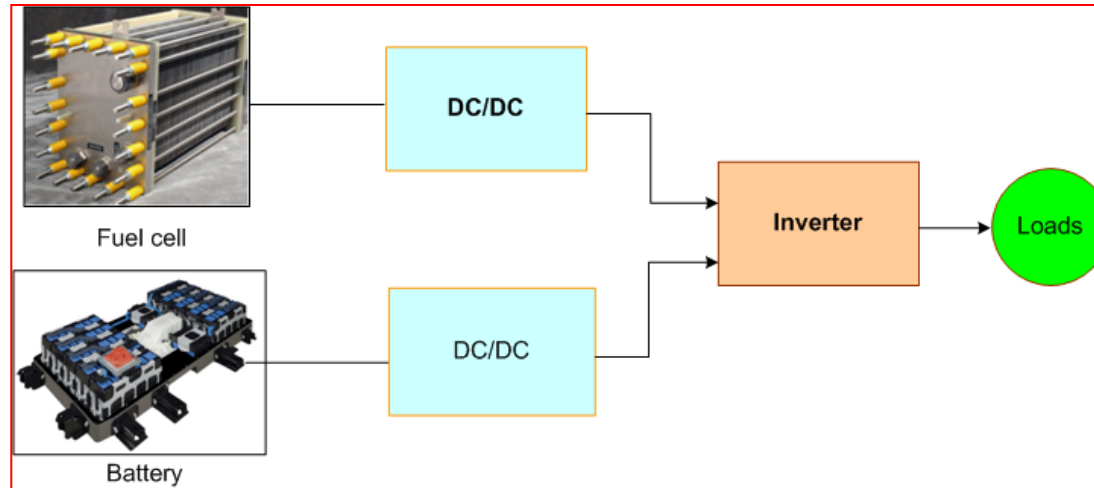 DC/DC
Fuel cell
Inverter
Loads
DC/DC
Battery